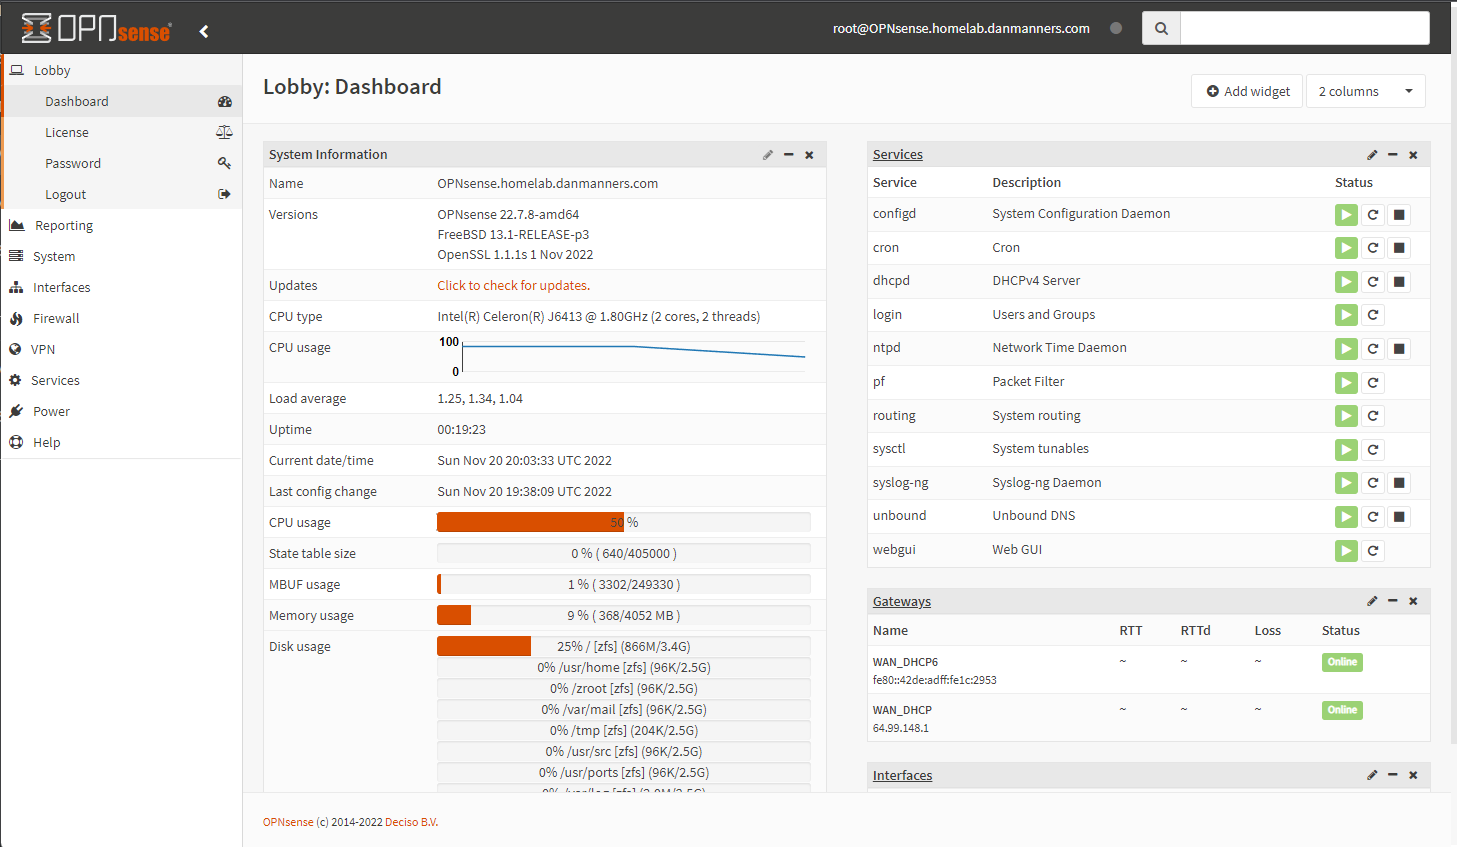 OPNsense
root@OPNsense.homelab.danmanners.com
Lobby
Dashboard
License
Password
Logout
Reporting
System
Interfaces
Firewall
VPN
Services
Power
Help
Lobby: Dashboard
Add widget
2 columns
System Information
Name OPNsense.homelab.danmanners.com
Versions OPNsense 22.7.8-amd64
FreeBSD 13.1-RELEASE-p3
OpenSSL 1.1.1s 1 Nov 2022
Updates Click to check for updates.
CPU type Intel(R) Celeron(R) J6413 @ 1.80GHz (2 cores, 2 threads)
CPU usage 100
0
Load average 1.25, 1.34, 1.04
Uptime 00:19:23
Current date/time Sun Nov 20 20:03:33 UTC 2022
Last config change Sun Nov 20 19:38:09 UTC 2022
CPU usage 50 %
State table size 0 % ( 640/405000 )
MBUF usage 1 % ( 3302/249330 )
Memory usage 9 % ( 368/4052 MB )
Disk usage 25% / [zfs] (866M/3.4G)
0% /usr/home [zfs] (96K/2.5G)
0% /zroot [zfs] (96K/2.5G)
0% /var/mail [zfs] (96K/2.5G)
0% /tmp [zfs] (204K/2.5G)
0% /usr/src [zfs] (96K/2.5G)
0% /usr/ports [zfs] (96K/2.5G)
Services
Service Description Status
configd System Configuration Daemon
cron Cron
dhcpd DHCPv4 Server
login Users and Groups
ntpd Network Time Daemon
pf Packet Filter
routing System routing
sysctl System tunables
syslog-ng Syslog-ng Daemon
unbound Unbound DNS
webgui Web GUI
Gateways
Name RTT RTTd Loss Status
WAN_DHCP6 ~ ~ ~ Online
fe80::42de:adff:fe1c:2953
WAN_DHCP ~ ~ ~ Online
64.99.148.1
Interfaces
OPNsense (c) 2014-2022 Deciso B.V.